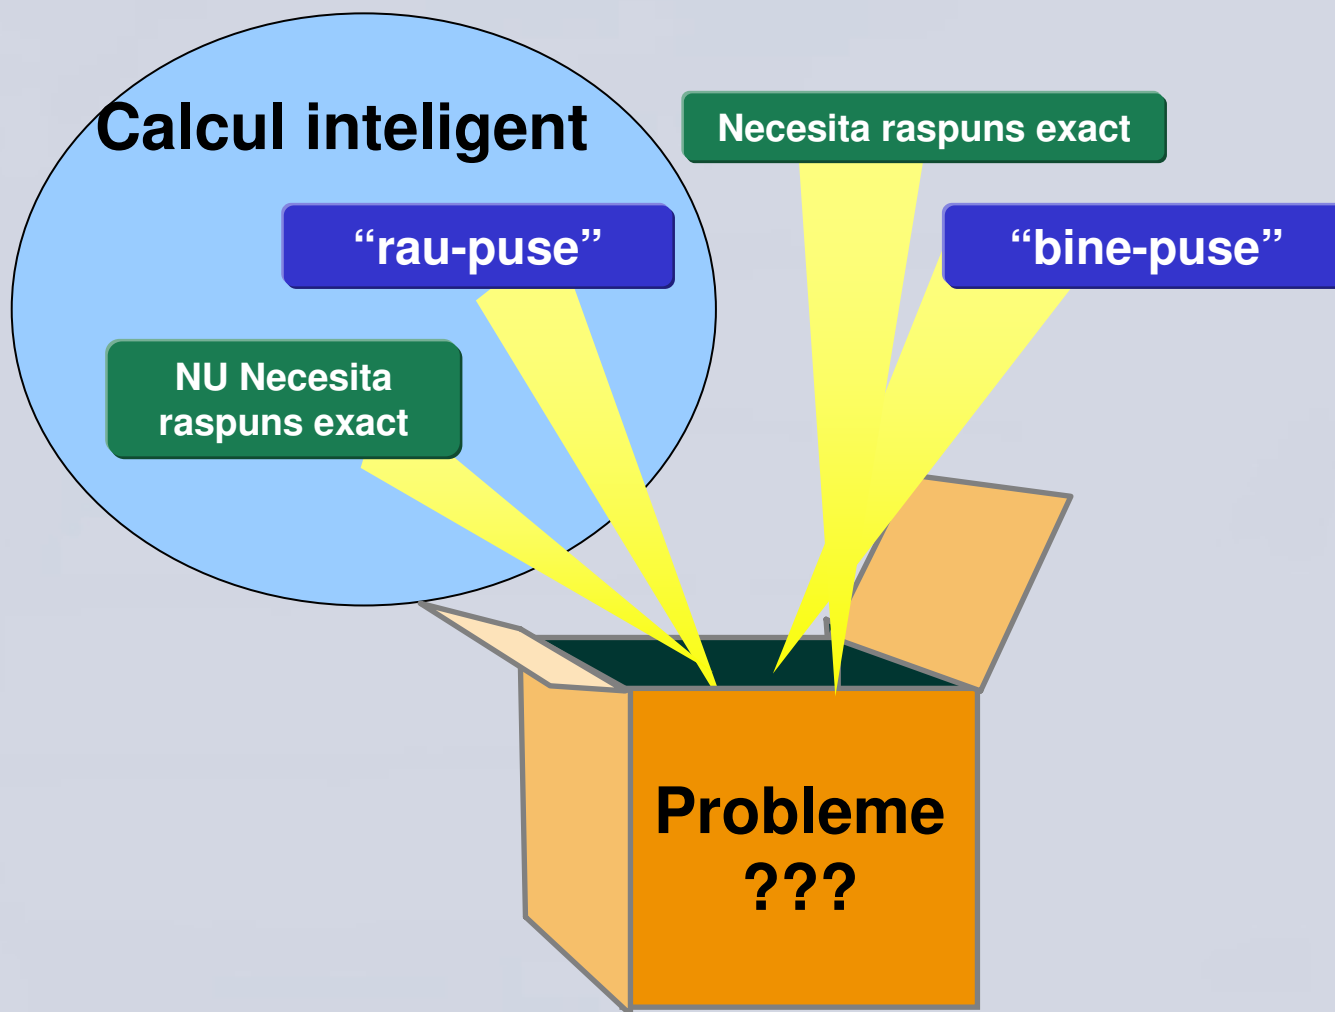 Calcul inteligent
Necesita raspuns exact
“rau-puse”
“bine-puse”
NU Necesita
raspuns exact
Probleme
???